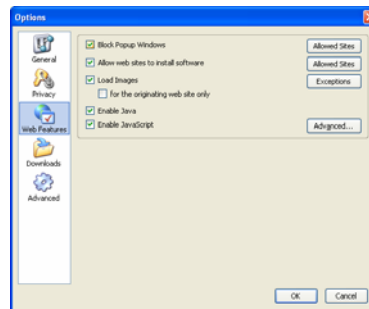 Options
General
Privacy
Web Features
Downloads
Advanced
Block Popup Windows
Allowed Sites
Allow web sites to install software
Allowed Sites
Load Images
Exceptions
for the originating web site only
Enable Java
Enable JavaScript
Advanced...
OK
Cancel